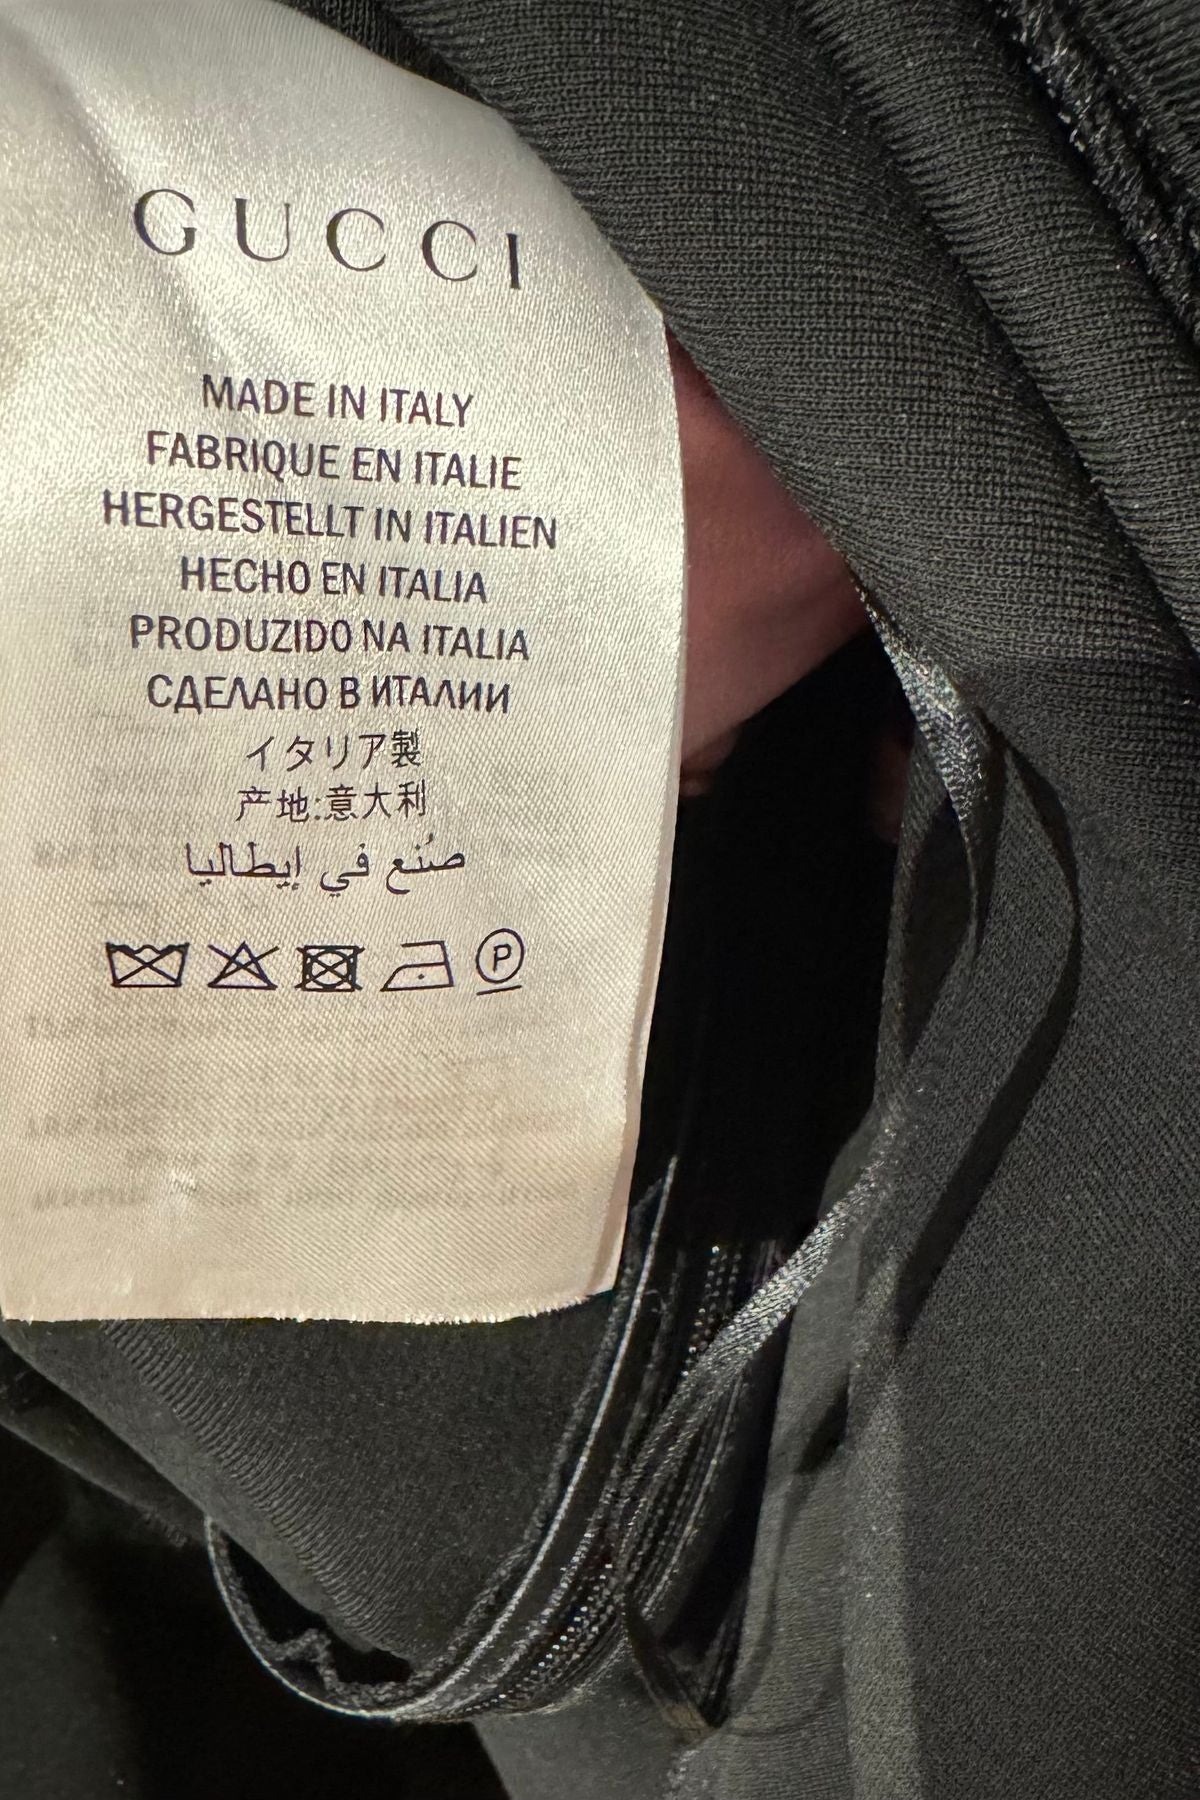 GUCCI
MADE IN ITALY
FABRIQUE EN ITALIE
HERGESTELLT IN ITALIEN
HECHO EN ITALIA
PRODUZIDO NA ITALIA
СДЕЛАНО В ИТАЛИИ
イタリア製
产地:意大利
صُنع في إيطاليا
P